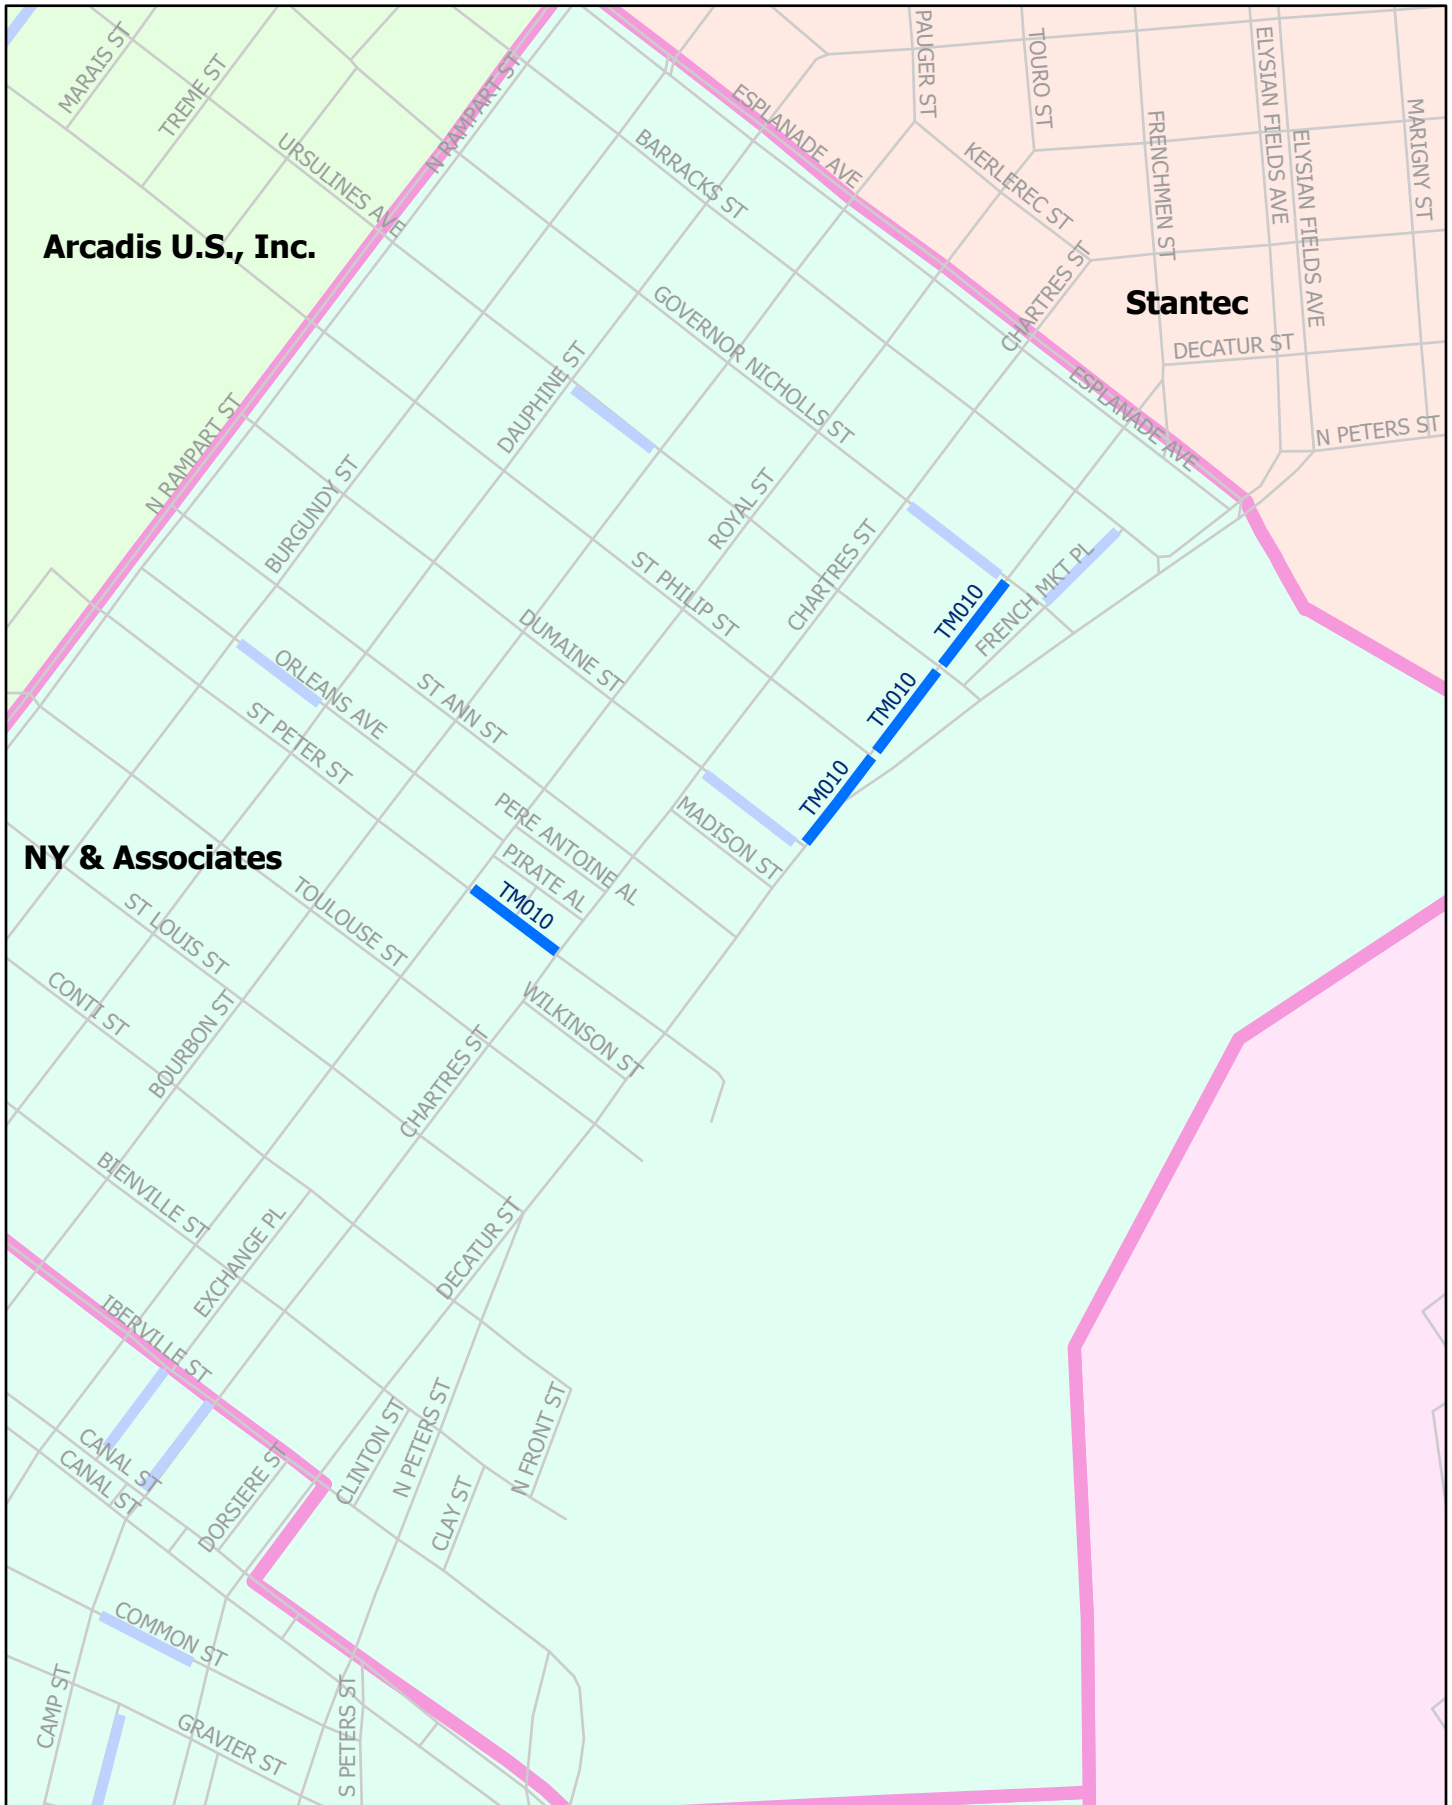 MARAIS ST
TREME ST
URSULINES AVE
N RAMPART ST
PAUGER ST
TOURO ST
ELYSIAN FIELDS AVE
FRENCHMEN ST
ELYSIAN FIELDS AVE
MARIGNY ST
ESPLANADE AVE
BARRACKS ST
KERLEREC ST
Arcadis U.S., Inc.
Stantec
CHARTRES ST
DECATUR ST
GOVERNOR NICHOLLS ST
DAUPHINE ST
ESPLANADE AVE
N PETERS ST
N RAMPART ST
BURGUNDY ST
ROYAL ST
CHARTRES ST
ST PHILIP ST
FRENCH MKT PL
TM010
DUMAINE ST
ORLEANS AVE
ST ANN ST
TM010
ST PETER ST
TM010
PERE ANTOINE AL
MADISON ST
NY & Associates
PIRATE AL
TM010
TOULOUSE ST
ST LOUIS ST
CONTI ST
BOURBON ST
WILKINSON ST
CHARTRES ST
BIENVILLE ST
EXCHANGE PL
DECATUR ST
IBERVILLE ST
CLINTON ST
N PETERS ST
N FRONT ST
CANAL ST
CANAL ST
DORSIERE ST
CLAY ST
COMMON ST
CAMP ST
GRAVIER ST
S PETERS ST